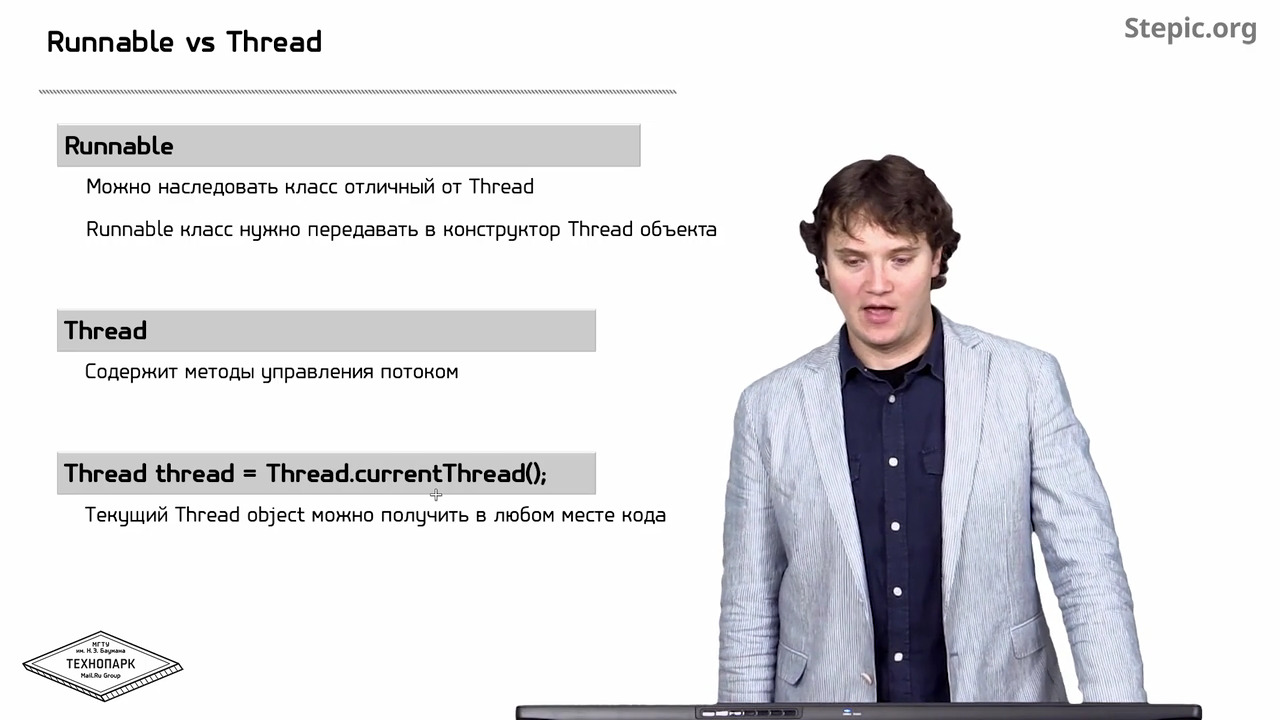 Runnable vs Thread
Stepic.org
Runnable
Можно наследовать класс отличный от Thread
Runnable класс нужно передавать в конструктор Thread объекта
Thread
Содержит методы управления потоком
Thread thread = Thread.currentThread();
Текущий Thread object можно получить в любом месте кода
МГТУ
им. Н.Э. Баумана
ТЕХНОПАРК
Mail.Ru Group